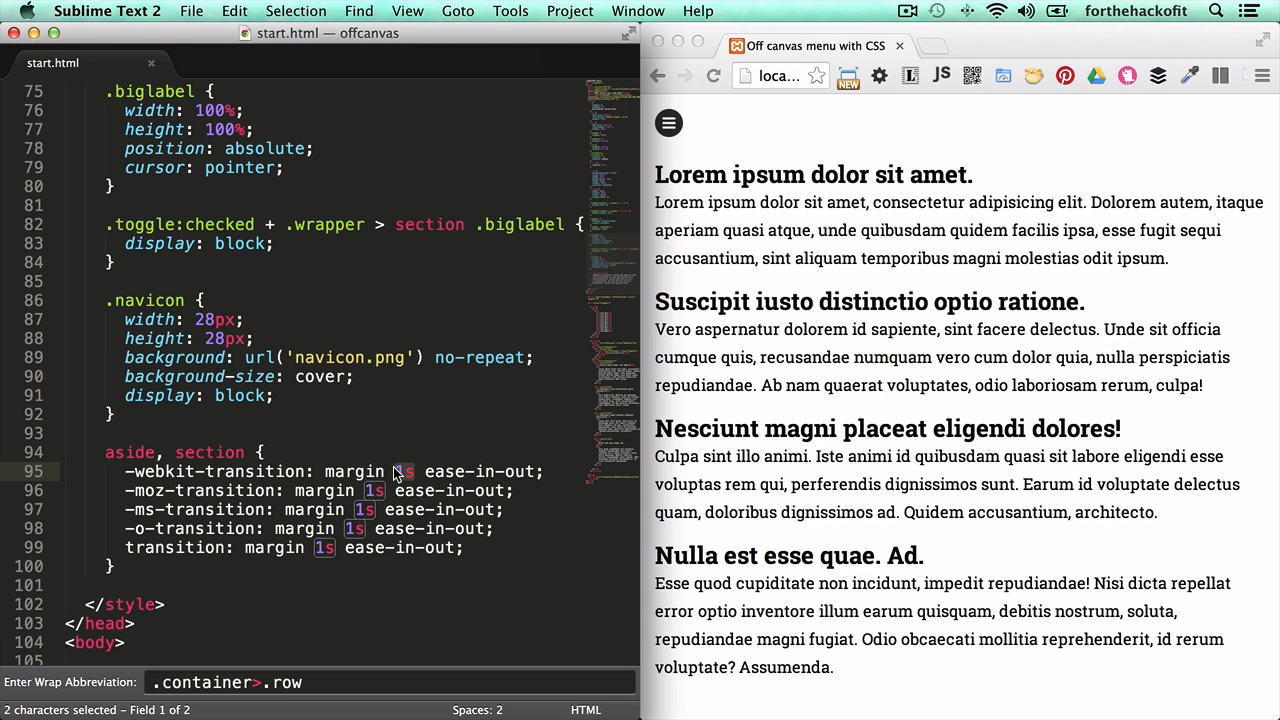 Sublime Text 2 File Edit Selection Find View Goto Tools Project Window Help forthehackofit
start.html — offcanvas
start.html
75 .biglabel {
76 width: 100%;
77 height: 100%;
78 position: absolute;
79 cursor: pointer;
80 }
81
82 .toggle:checked + .wrapper > section .biglabel {
83 display: block;
84 }
85
86 .navicon {
87 width: 28px;
88 height: 28px;
89 background: url('navicon.png') no-repeat;
90 background-size: cover;
91 display: block;
92 }
93
94 aside, section {
95 -webkit-transition: margin 1s ease-in-out;
96 -moz-transition: margin 1s ease-in-out;
97 -ms-transition: margin 1s ease-in-out;
98 -o-transition: margin 1s ease-in-out;
99 transition: margin 1s ease-in-out;
100 }
101
102 </style>
103 </head>
104 <body>
105
Enter Wrap Abbreviation: .container>.row
2 characters selected – Field 1 of 2 Spaces: 2 HTML
Off canvas menu with CSS
loca... NEW JS
Lorem ipsum dolor sit amet.
Lorem ipsum dolor sit amet, consectetur adipisicing elit. Dolorem autem, itaque
aperiam quasi atque, unde quibusdam quidem facilis ipsa, esse fugit sequi
accusantium, sint aliquam temporibus magni molestias odit ipsum.
Suscipit iusto distinctio optio ratione.
Vero aspernatur dolorem id sapiente, sint facere delectus. Unde sit officia
cumque quis, recusandae numquam vero cum dolor quia, nulla perspiciatis
repudiandae. Ab nam quaerat voluptates, odio laboriosam rerum, culpa!
Nesciunt magni placeat eligendi dolores!
Culpa sint illo animi. Iste animi id quibusdam quasi sit labore eligendi esse
voluptas rem qui, perferendis dignissimos sunt. Earum id voluptate delectus
quam, doloribus dignissimos ad. Quidem accusantium, architecto.
Nulla est esse quae. Ad.
Esse quod cupiditate non incidunt, impedit repudiandae! Nisi dicta repellat
error optio inventore illum earum quisquam, debitis nostrum, soluta,
repudiandae magni fugiat. Odio obcaecati mollitia reprehenderit, id rerum
voluptate? Assumenda.